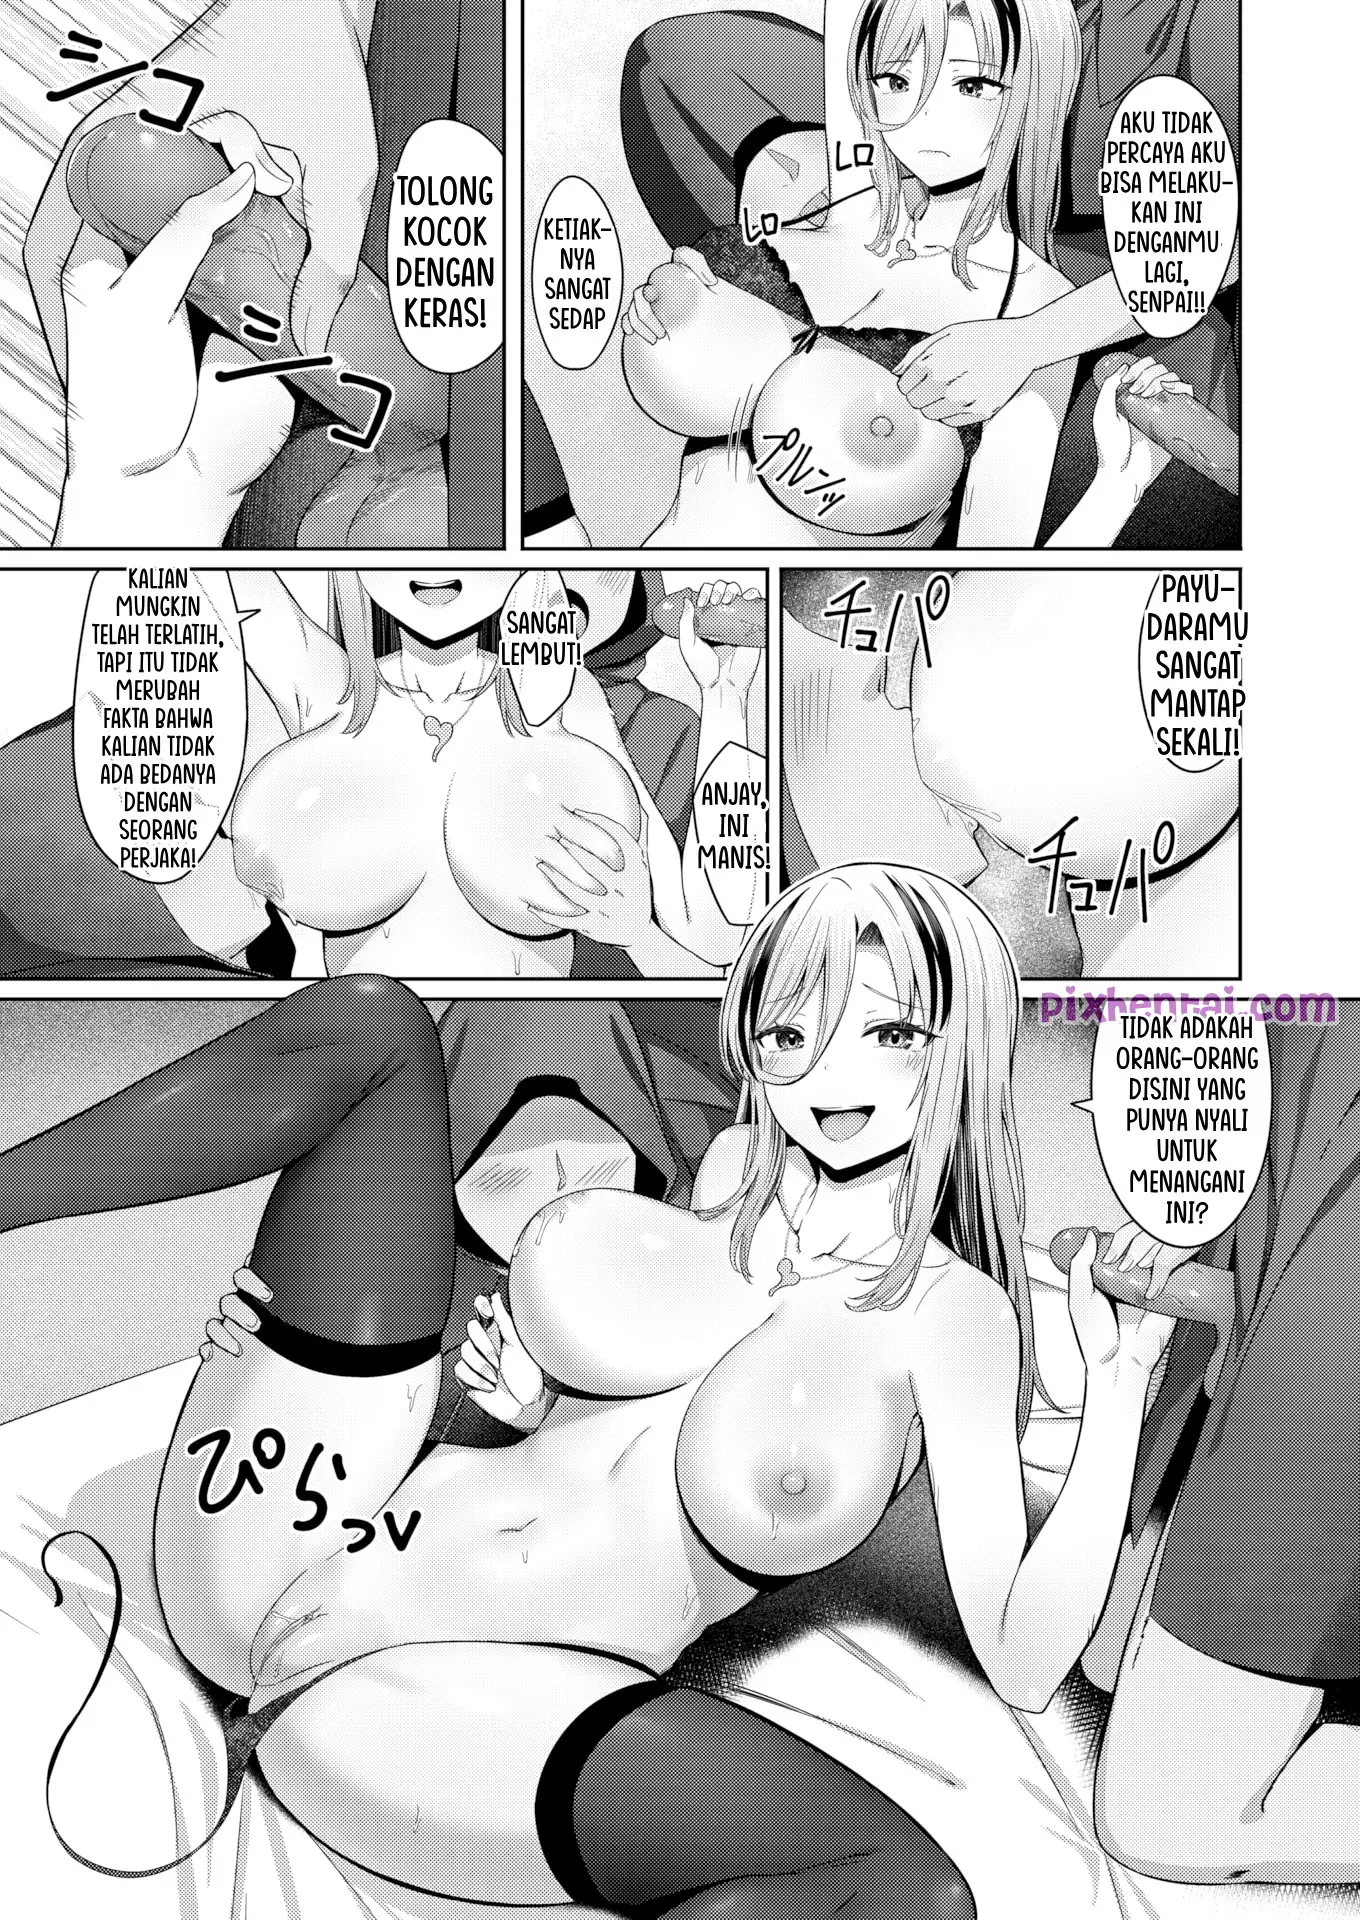 AKU TIDAK
PERCAYA AKU
BISA MELAKU-
KAN INI
DENGANMU
LAGI,
SENPAI!!
レロ
レロ
KETIAK-
NYA
SANGAT
SEDAP
プルンッ
TOLONG
KOCOK
DENGAN
KERAS!
シコ
シコ
PAYU-
DARAMU
SANGAT
MANTAP
SEKALI!
チュパ
チュパ
SANGAT
LEMBUT!
ANJAY,
INI
MANIS!
KALIAN
MUNGKIN
TELAH TERLATIH,
TAPI ITU TIDAK
MERUBAH
FAKTA BAHWA
KALIAN TIDAK
ADA BEDANYA
DENGAN
SEORANG
PERJAKA!
pixhentai.com
TIDAK ADAKAH
ORANG-ORANG
DISINI YANG
PUNYA NYALI
UNTUK
MENANGANI
INI?
ぴらっ